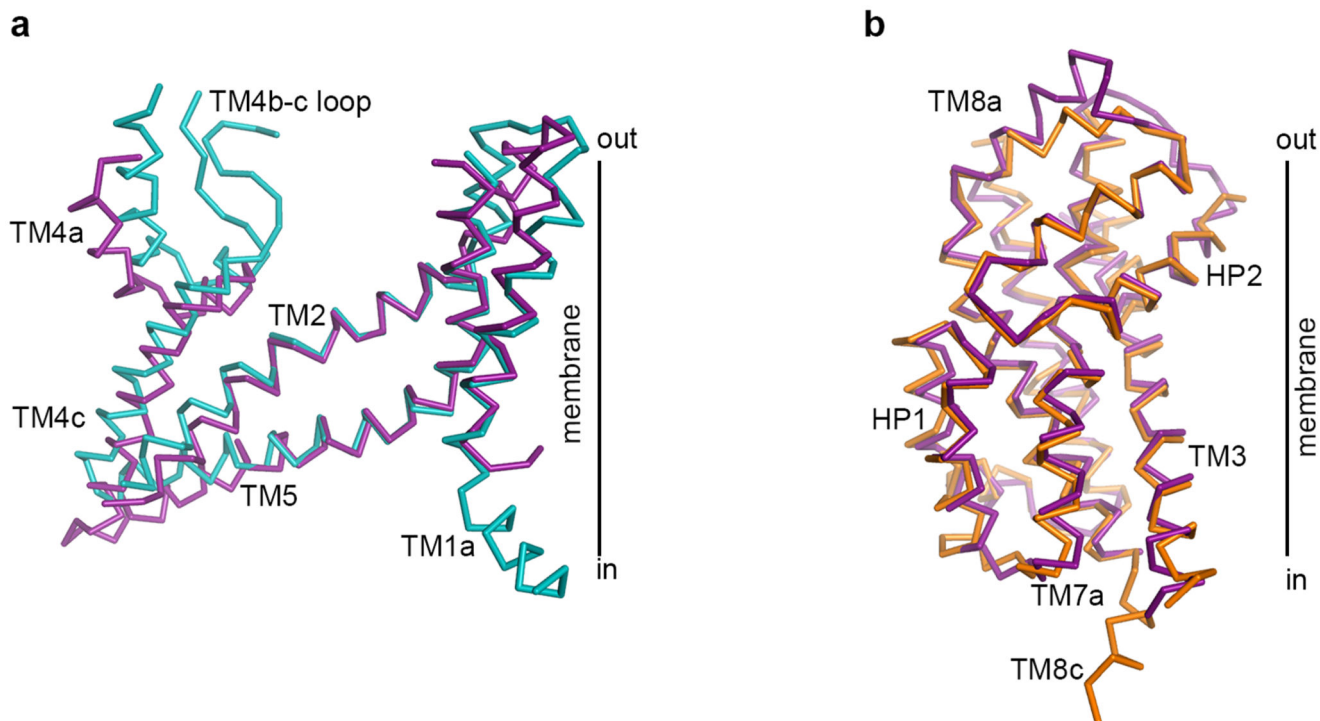 a
TM4b-c loop
TM4a
TM2
TM4c
TM5
TM1a
out
membrane
in
b
TM8a
out
HP2
HP1
membrane
TM3
TM7a
in
TM8c